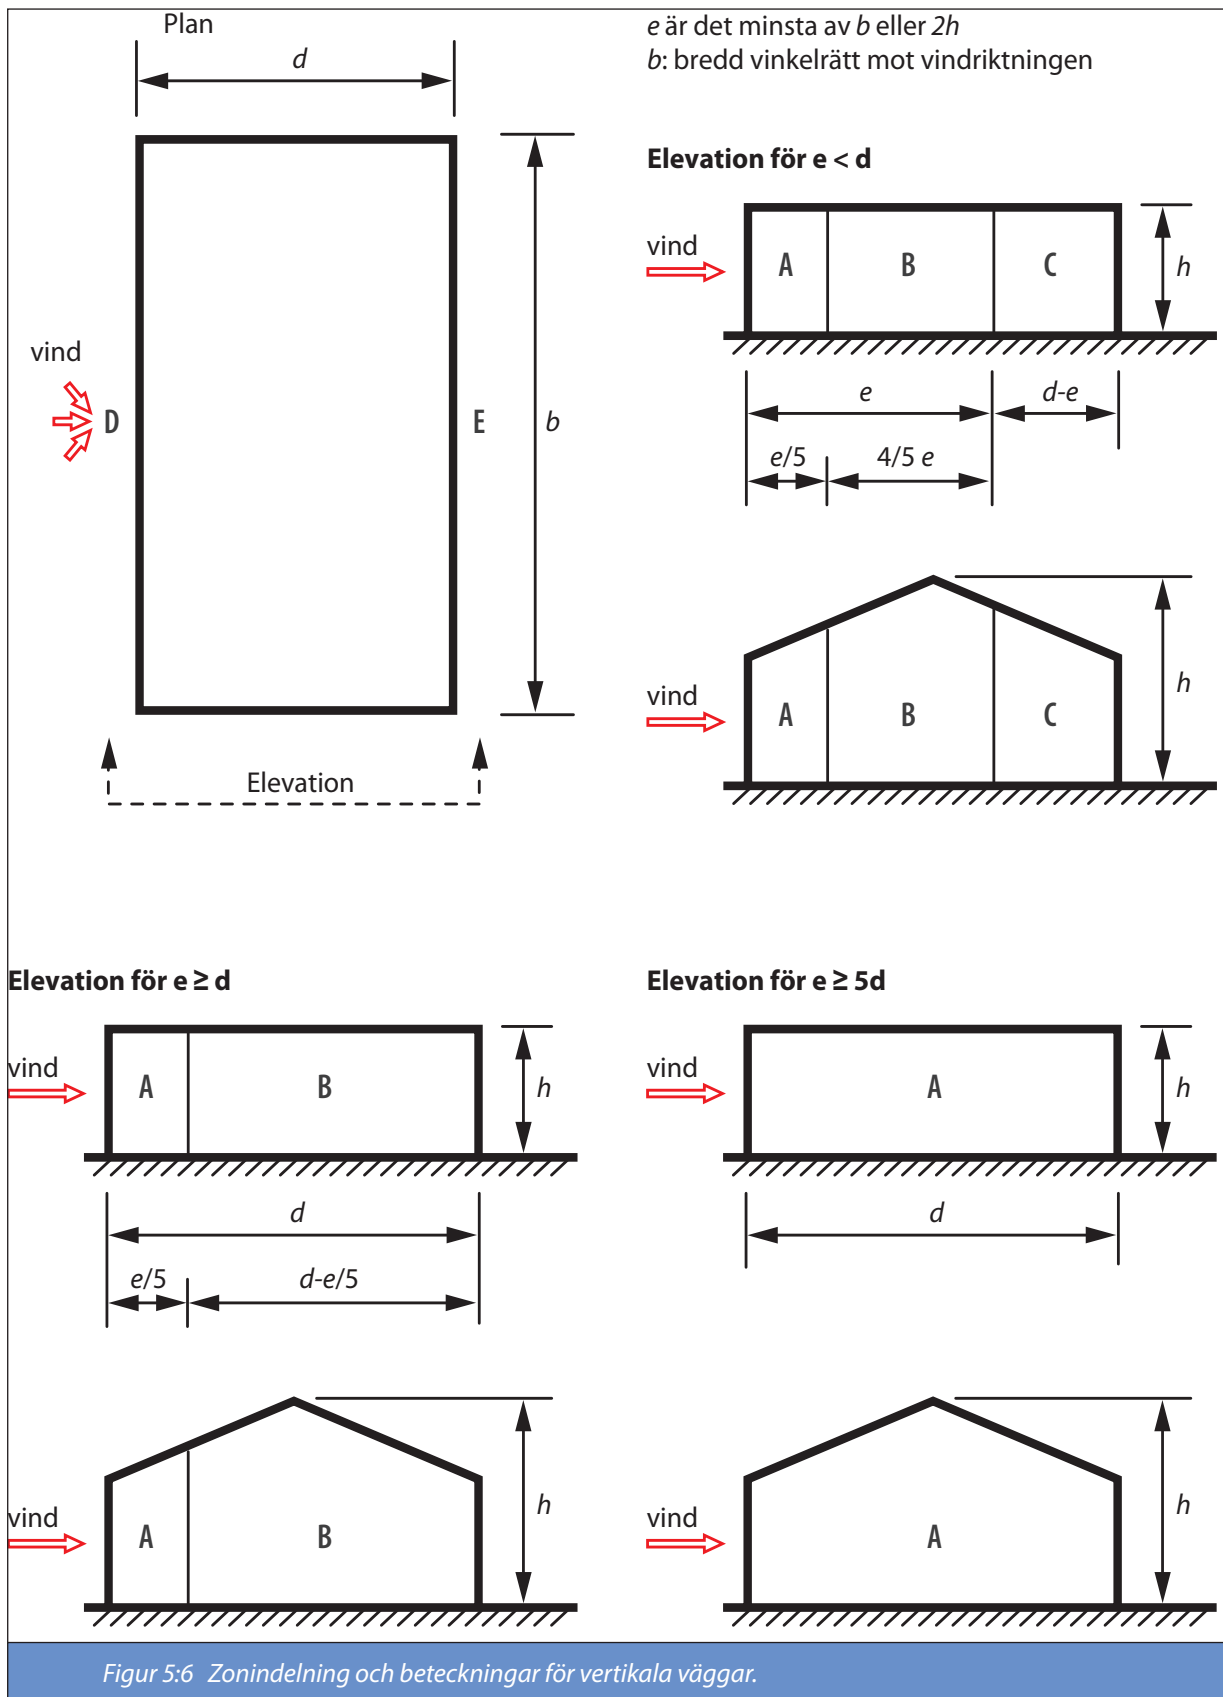 Plan
d
vind
D
E
b
Elevation
e är det minsta av b eller 2h
b: bredd vinkelrätt mot vindriktningen
Elevation för e < d
vind
A
B
C
h
e
d-e
e/5
4/5 e
vind
A
B
C
h
Elevation för e ≥ d
vind
A
B
h
d
e/5
d-e/5
vind
A
B
h
Elevation för e ≥ 5d
vind
A
h
d
vind
A
h
Figur 5:6 Zonindelning och beteckningar för vertikala väggar.